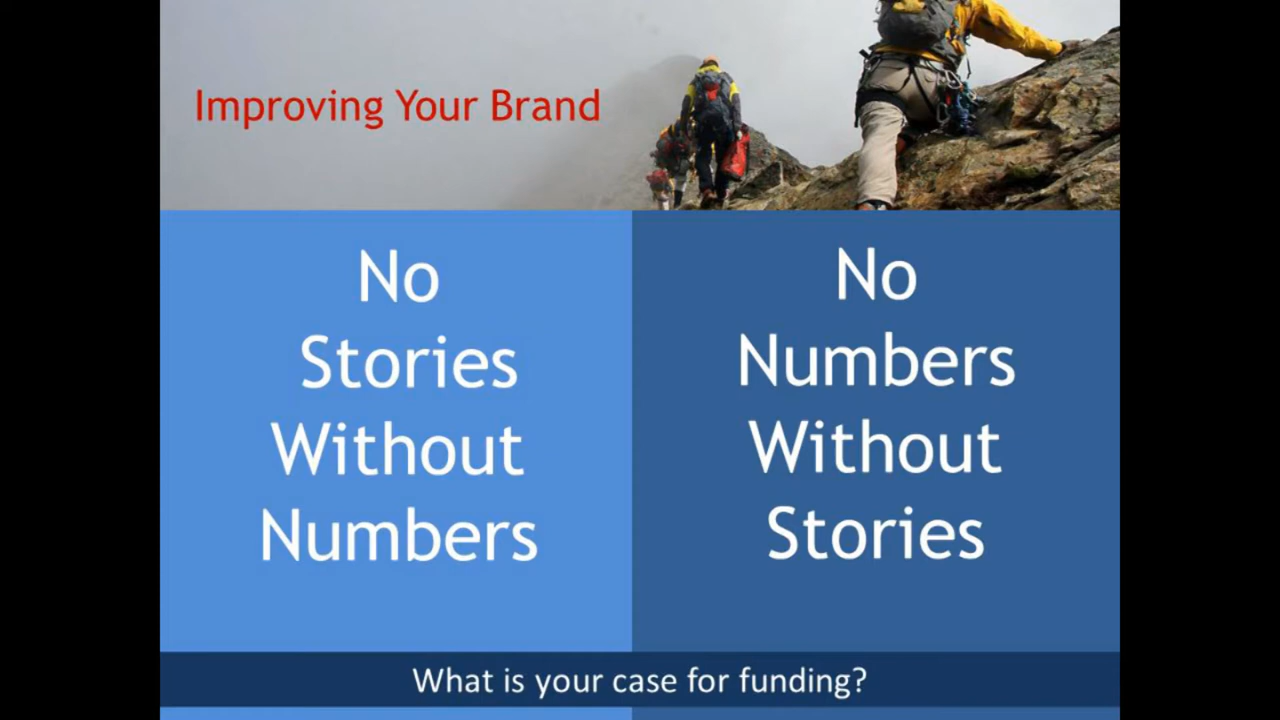 Improving Your Brand
No
Stories
Without
Numbers
No
Numbers
Without
Stories
What is your case for funding?